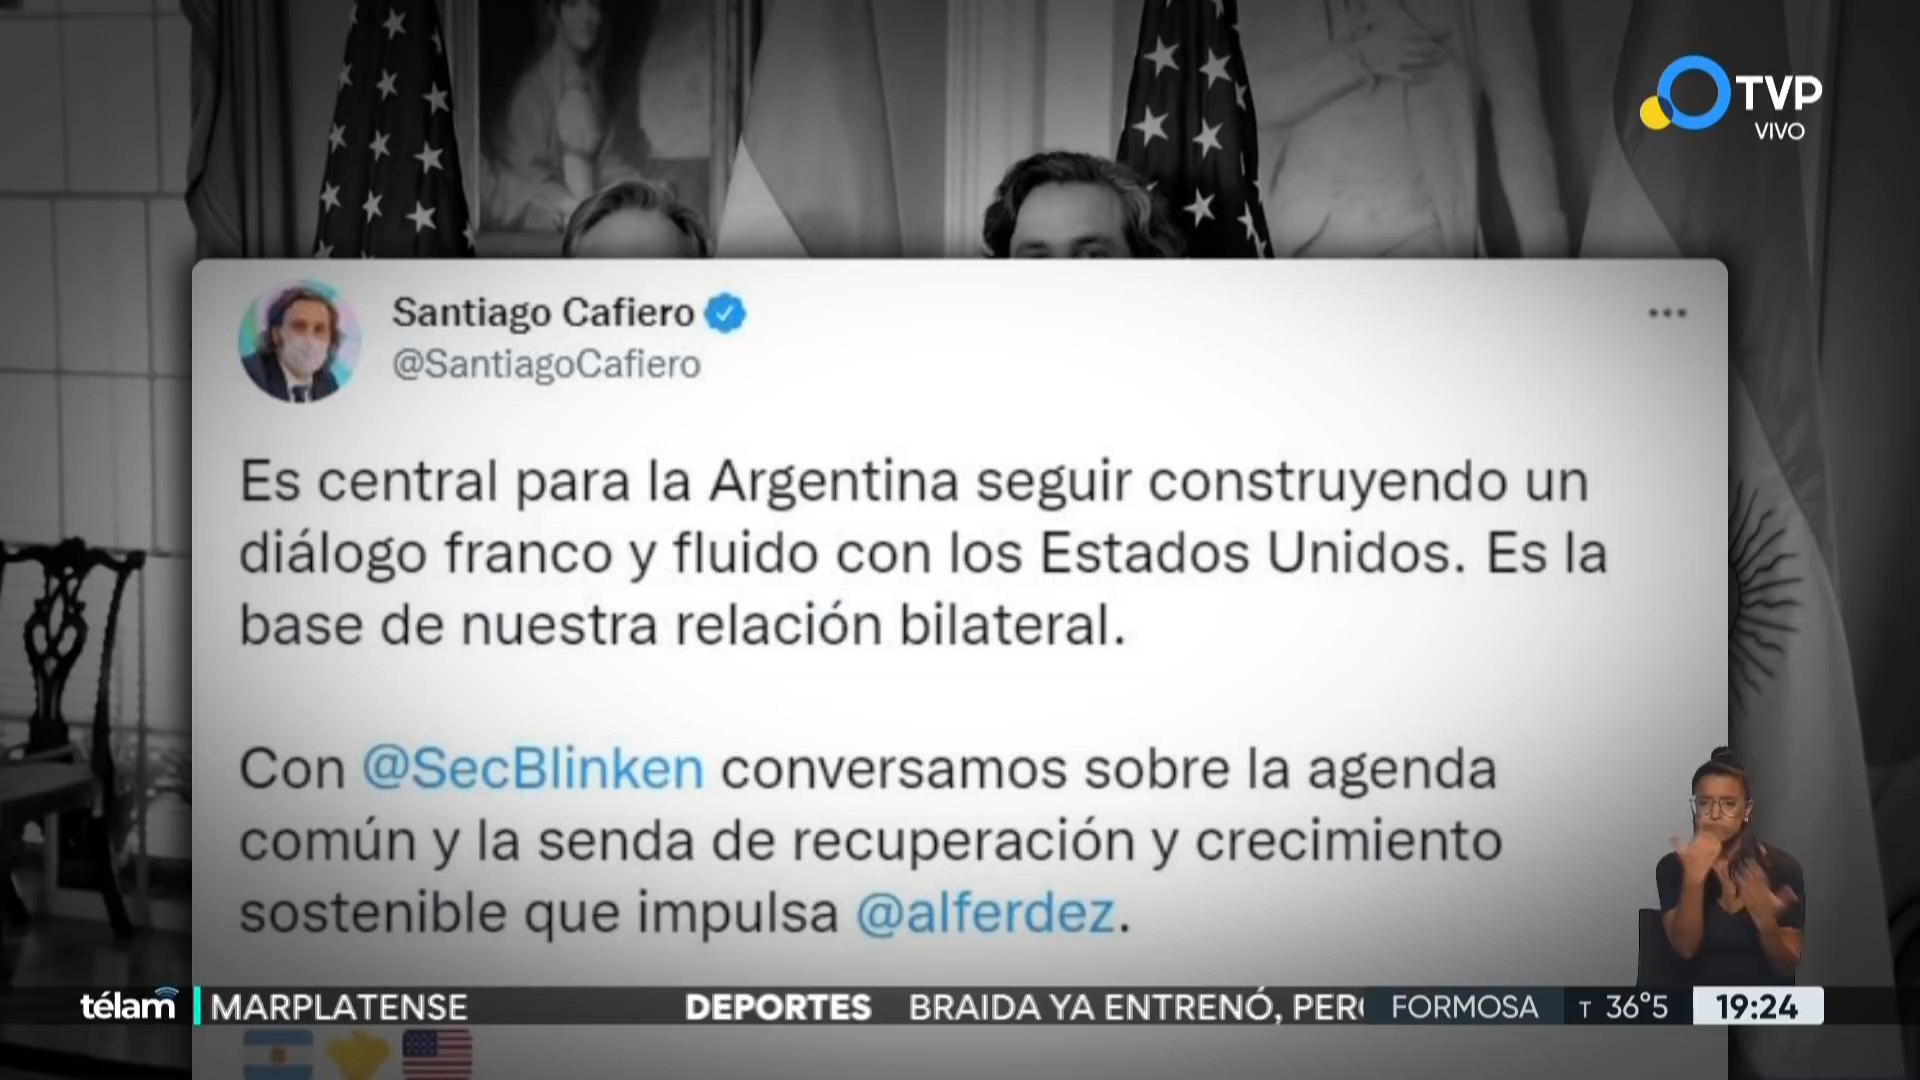 TVP
VIVO
Santiago Cafiero
@SantiagoCafiero
Es central para la Argentina seguir construyendo un
diálogo franco y fluido con los Estados Unidos. Es la
base de nuestra relación bilateral.
Con @SecBlinken conversamos sobre la agenda
común y la senda de recuperación y crecimiento
sostenible que impulsa @alferdez.
télam MARPLATENSE DEPORTES BRAIDA YA ENTRENÓ, PERO FORMOSA T 36°5 19:24